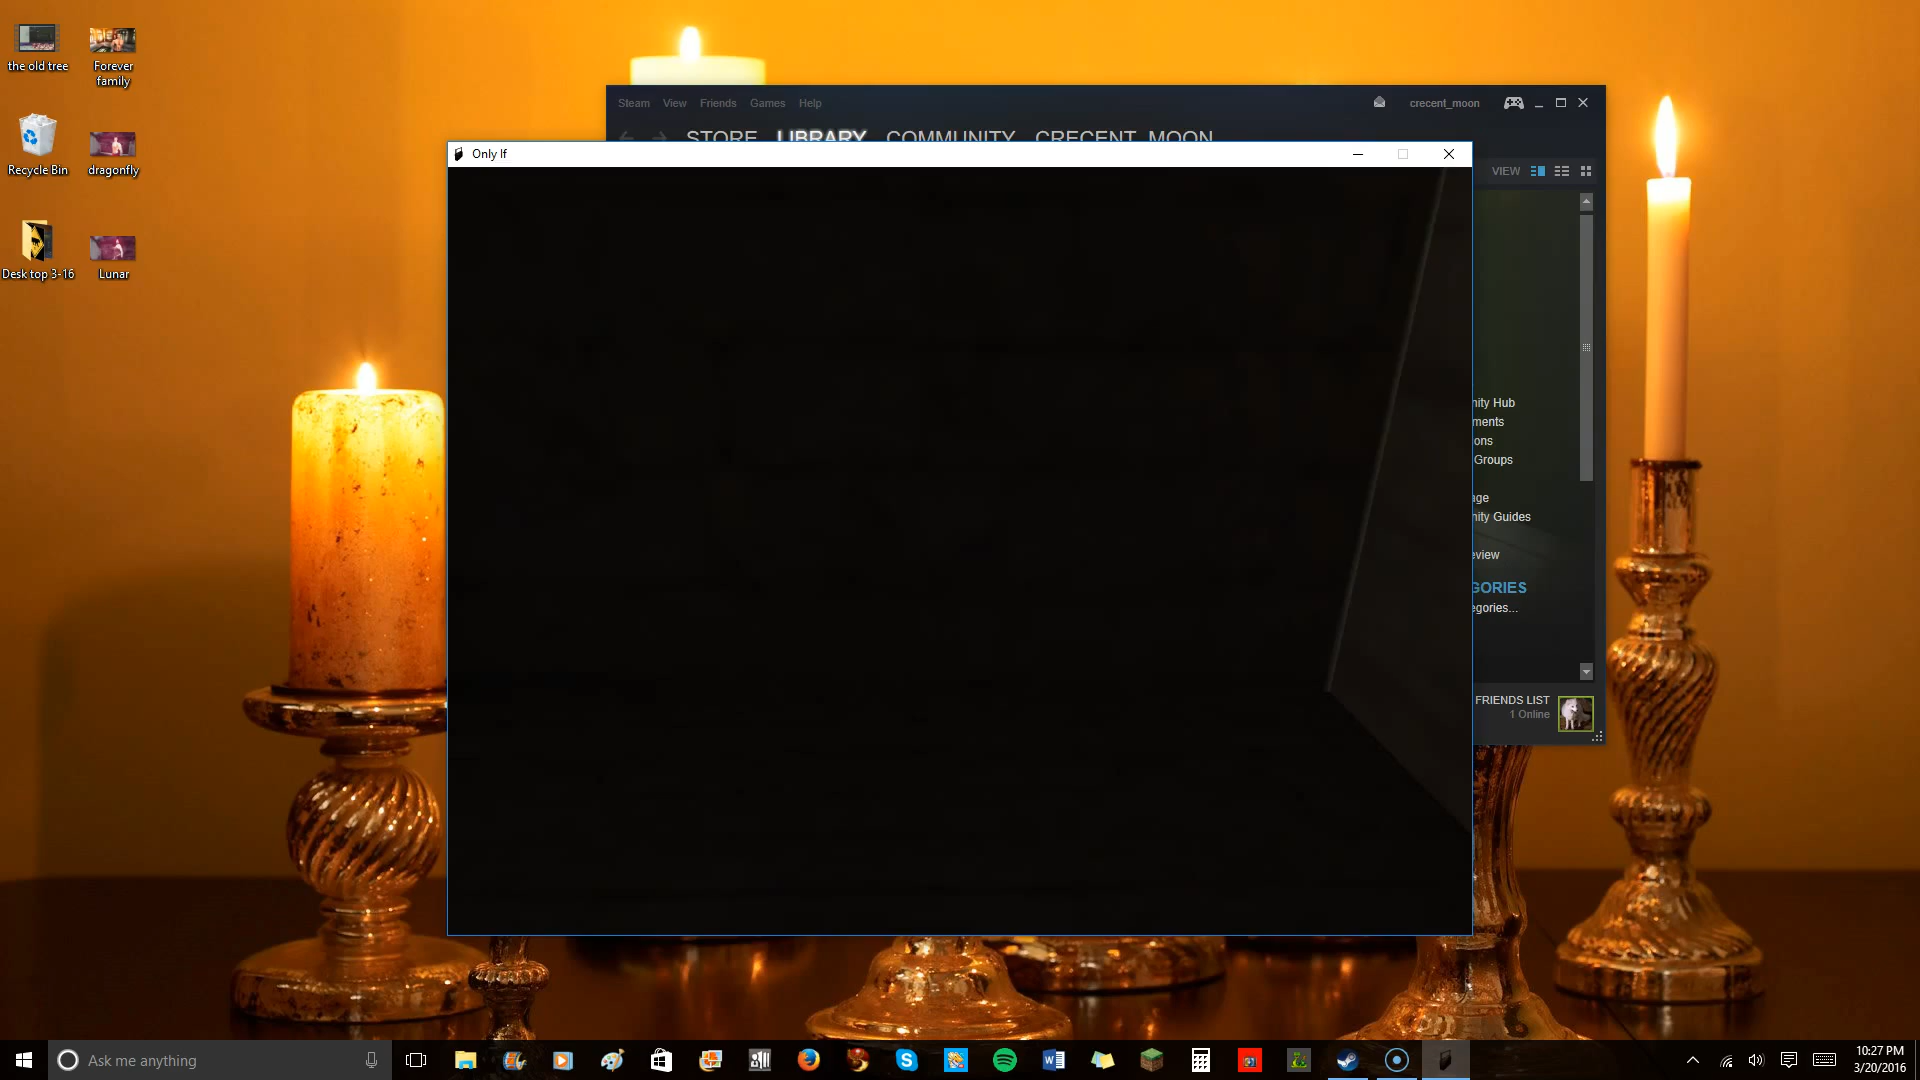 the old tree
Forever
family
Recycle Bin
dragonfly
Desk top 3-16
Lunar
Steam View Friends Games Help
crecent_moon
STORE LIBRARY COMMUNITY CRECENT_MOON
Only If
VIEW
nity Hub
ments
ons
Groups
age
nity Guides
eview
GORIES
egories...
FRIENDS LIST
1 Online
Ask me anything
10:27 PM
3/20/2016